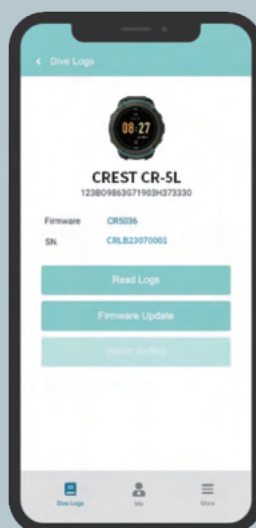 Dive Logs
08:27
CREST CR-5L
123BO9863G71903H373330
Firmware CR5036
SN. CRLB23070001
Read Logs
Firmware Update
Dive Logs
Me
More